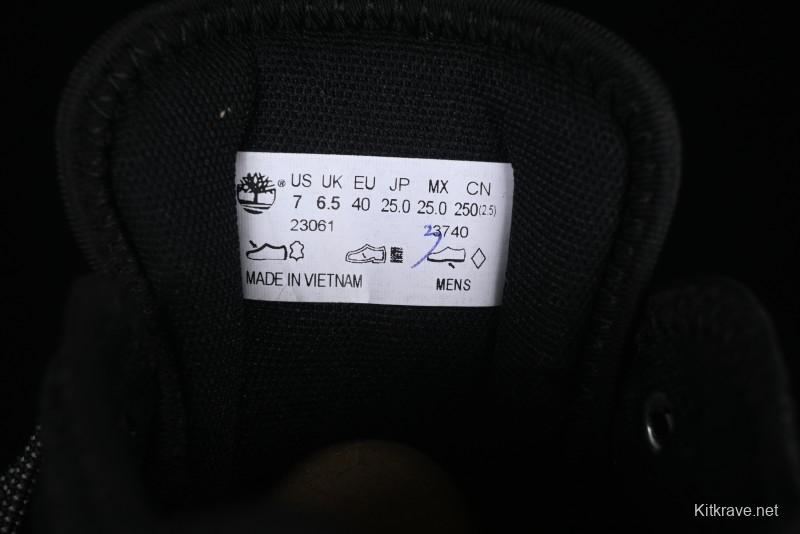 ® US UK EU JP MX CN
7 6.5 40 25.0 25.0 250(2.5)
23061 23740
MADE IN VIETNAM MENS
Kitkrave.net